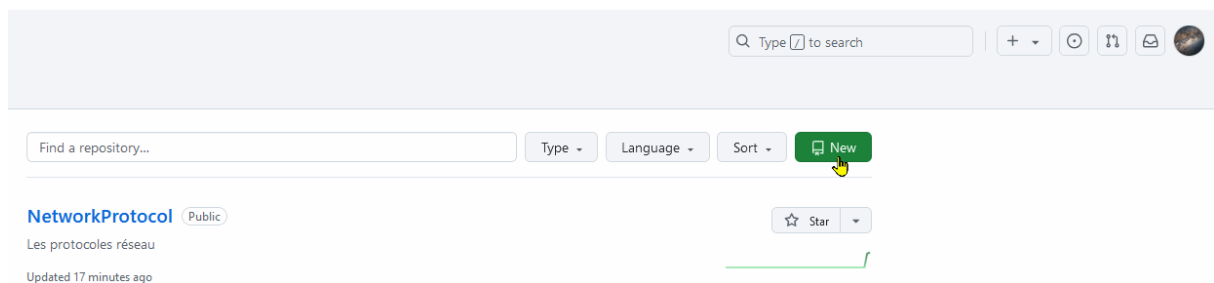 Type / to search
Find a repository... Type Language Sort New
NetworkProtocol Public Star
Les protocoles réseau
Updated 17 minutes ago